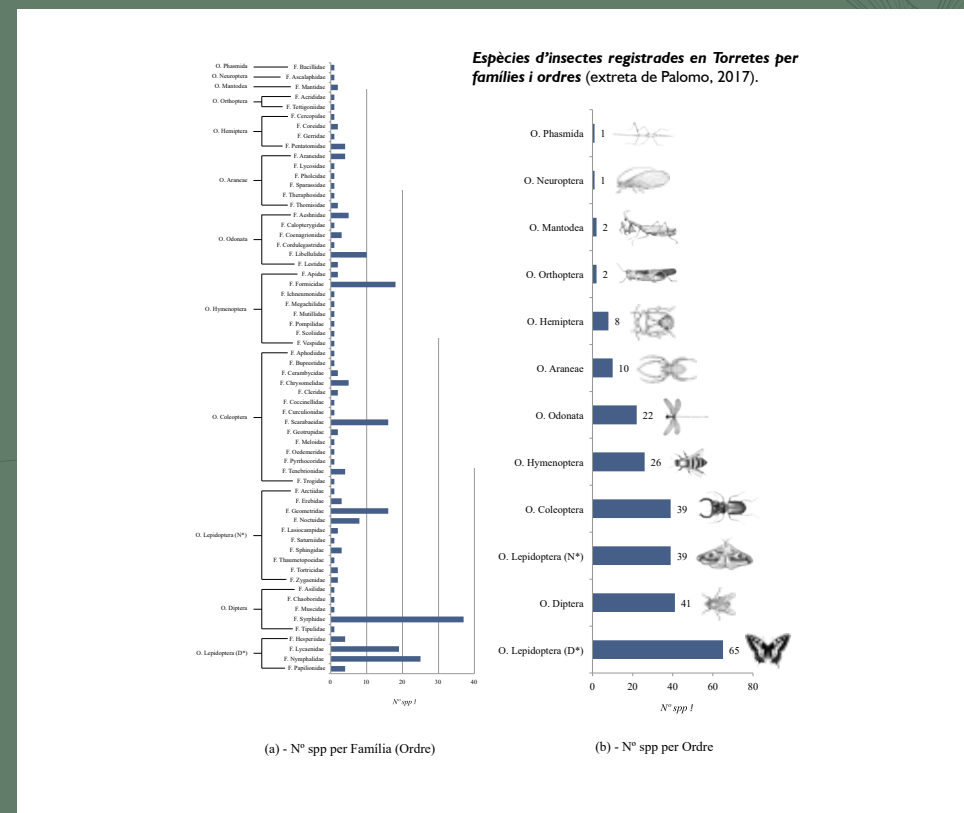 Espècies d'insectes registrades en Torretes per
famílies i ordres (extreta de Palomo, 2017).
O. Phasmida
F. Bacillidae
O. Neuroptera
F. Ascalaphidae
O. Mantodea
F. Mantidae
O. Orthoptera
F. Acrididae
F. Tettigoniidae
O. Hemiptera
F. Cercopidae
F. Coreidae
F. Gerridae
F. Pentatomidae
O. Araneae
F. Araneidae
F. Lycosidae
F. Pholcidae
F. Sparassidae
F. Theraphosidae
F. Thomisidae
O. Odonata
F. Aeshnidae
F. Calopterygidae
F. Coenagrionidae
F. Cordulegastridae
F. Libellulidae
F. Lestidae
O. Hymenoptera
F. Apidae
F. Formicidae
F. Ichneumonidae
F. Megachilidae
F. Mutillidae
F. Pompilidae
F. Scoliidae
F. Vespidae
O. Coleoptera
F. Aphodiidae
F. Buprestidae
F. Cerambycidae
F. Chrysomelidae
F. Cleridae
F. Coccinellidae
F. Curculionidae
F. Scarabaeidae
F. Geotrupidae
F. Meloidae
F. Oedemeridae
F. Pyrrhocoridae
F. Tenebrionidae
F. Trogidae
O. Lepidoptera (N*)
F. Arctiidae
F. Erebidae
F. Geometridae
F. Noctuidae
F. Lasiocampidae
F. Saturniidae
F. Sphingidae
F. Thaumetopoeidae
F. Tortricidae
F. Zygaenidae
O. Diptera
F. Asilidae
F. Chaoboridae
F. Muscidae
F. Syrphidae
F. Tipulidae
O. Lepidoptera (D*)
F. Hesperiidae
F. Lycaenidae
F. Nymphalidae
F. Papilionidae
0 10 20 30 40
Nº spp !
(a) - Nº spp per Família (Ordre)
O. Phasmida 1
O. Neuroptera 1
O. Mantodea 2
O. Orthoptera 2
O. Hemiptera 8
O. Araneae 10
O. Odonata 22
O. Hymenoptera 26
O. Coleoptera 39
O. Lepidoptera (N*) 39
O. Diptera 41
O. Lepidoptera (D*) 65
0 20 40 60 80
Nº spp !
(b) - Nº spp per Ordre